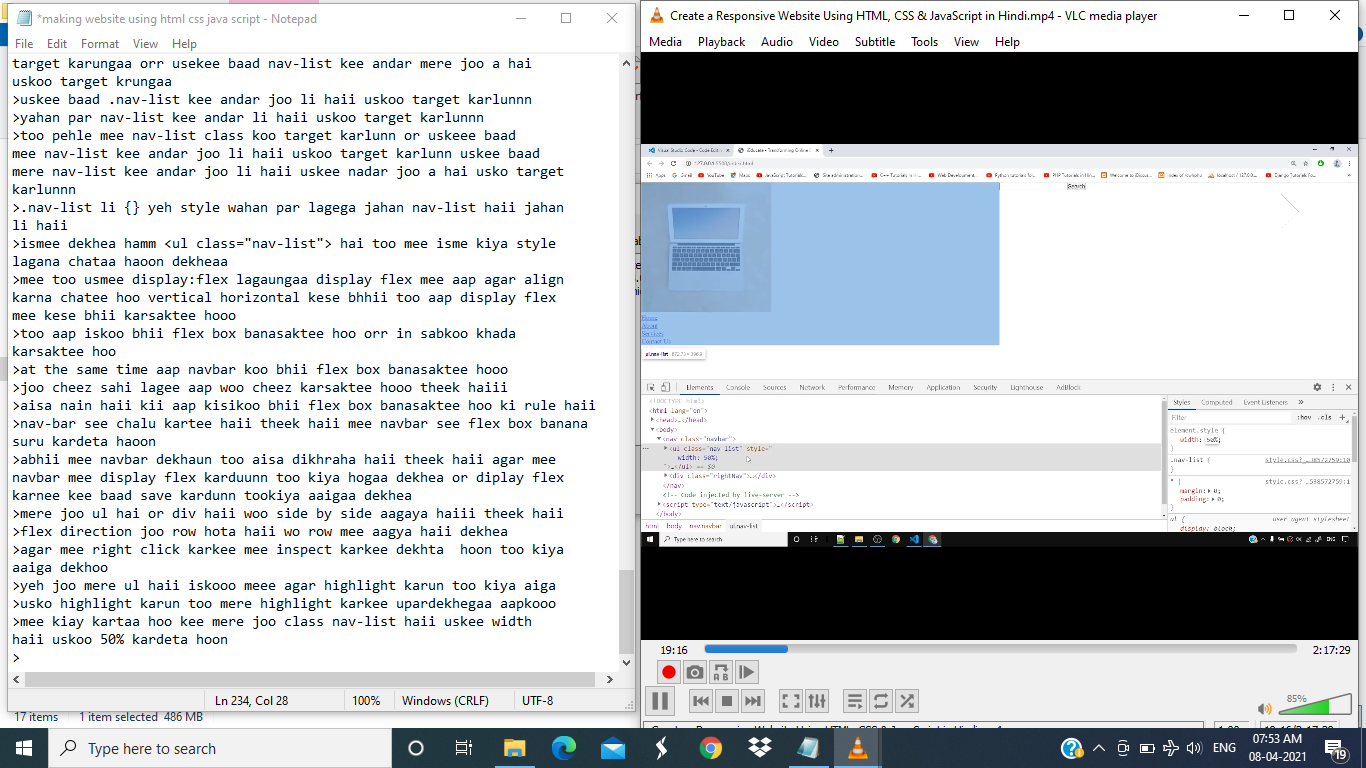 *making website using html css java script - Notepad
File Edit Format View Help
target karungaa orr usekee baad nav-list kee andar mere joo a hai
uskoo target krungaa
>uskee baad .nav-list kee andar joo li haii uskoo target karlunnn
>yahan par nav-list kee andar li haii uskoo target karlunnn
>too pehle mee nav-list class koo target karlunn or uskeee baad
mee nav-list kee andar joo li haii uskoo target karlunn uskee baad
mere nav-list kee andar joo li haii uskee nadar joo a hai usko target
karlunnn
>.nav-list li {} yeh style wahan par lagega jahan nav-list haii jahan
li haii
>ismee dekhea hamm <ul class="nav-list"> hai too mee isme kiya style
lagana chataa haoon dekheaa
>mee too usmee display:flex lagaungaa display flex mee aap agar align
karna chatee hoo vertical horizontal kese bhhii too aap display flex
mee kese bhii karsaktee hooo
>too aap iskoo bhii flex box banasaktee hoo orr in sabkoo khada
karsaktee hoo
>at the same time aap navbar koo bhii flex box banasaktee hooo
>joo cheez sahi lagee aap woo cheez karsaktee hooo theek haiii
>aisa nain haii kii aap kisikoo bhii flex box banasaktee hoo ki rule haii
>nav-bar see chalu kartee haii theek haii mee navbar see flex box banana
suru kardeta haoon
>abhii mee navbar dekhaun too aisa dikhraha haii theek haii agar mee
navbar mee display flex karduunn too kiya hogaa dekhea or diplay flex
karnee kee baad save kardunn tookiya aaigaa dekhea
>mere joo ul hai or div haii woo side by side aagaya haiii thek haii
>flex direction joo row hota haii wo row mee aagya haii dekhea
>agar mee right click karkee mee inspect karkee dekhta hoon too kiya
aaiga dekhoo
>yeh joo mere ul haii iskooo meee agar highlight karun too kiya aiga
>usko highlight karun too mere highlight karkee upardekhegaa aapkooo
>mee kiay kartaa hoo kee mere joo class nav-list haii uskee width
haii uskoo 50% kardeta hoon
>
Ln 234, Col 28 100% Windows (CRLF) UTF-8
17 items 1 item selected 486 MB
Create a Responsive Website Using HTML, CSS & JavaScript in Hindi.mp4 - VLC media player
Media Playback Audio Video Subtitle Tools View Help
Search
Home
About
Services
Contact Us
ul.nav-list
Elements Console Sources Network Performance Memory Application Security Lighthouse AdBlock
<!DOCTYPE html>
<html lang="en">
<head>…</head>
<body>
<nav class="navbar">
<ul class="nav-list" style="
width: 50%;
">…</ul> == $0
<div class="rightNav">…</div>
</nav>
<!-- Code injected by live-server -->
<script type="text/javascript">…</script>
</body>
html body nav.navbar ul.nav-list
Styles Computed Event Listeners »
Filter :hov .cls +
element.style {
width: 50%;
}
.nav-list {
}
* {
margin: 0;
padding: 0;
}
ul { user agent stylesheet
display: block;
Type here to search
19:16 2:17:29
85%
Type here to search
ENG
07:53 AM
08-04-2021
19